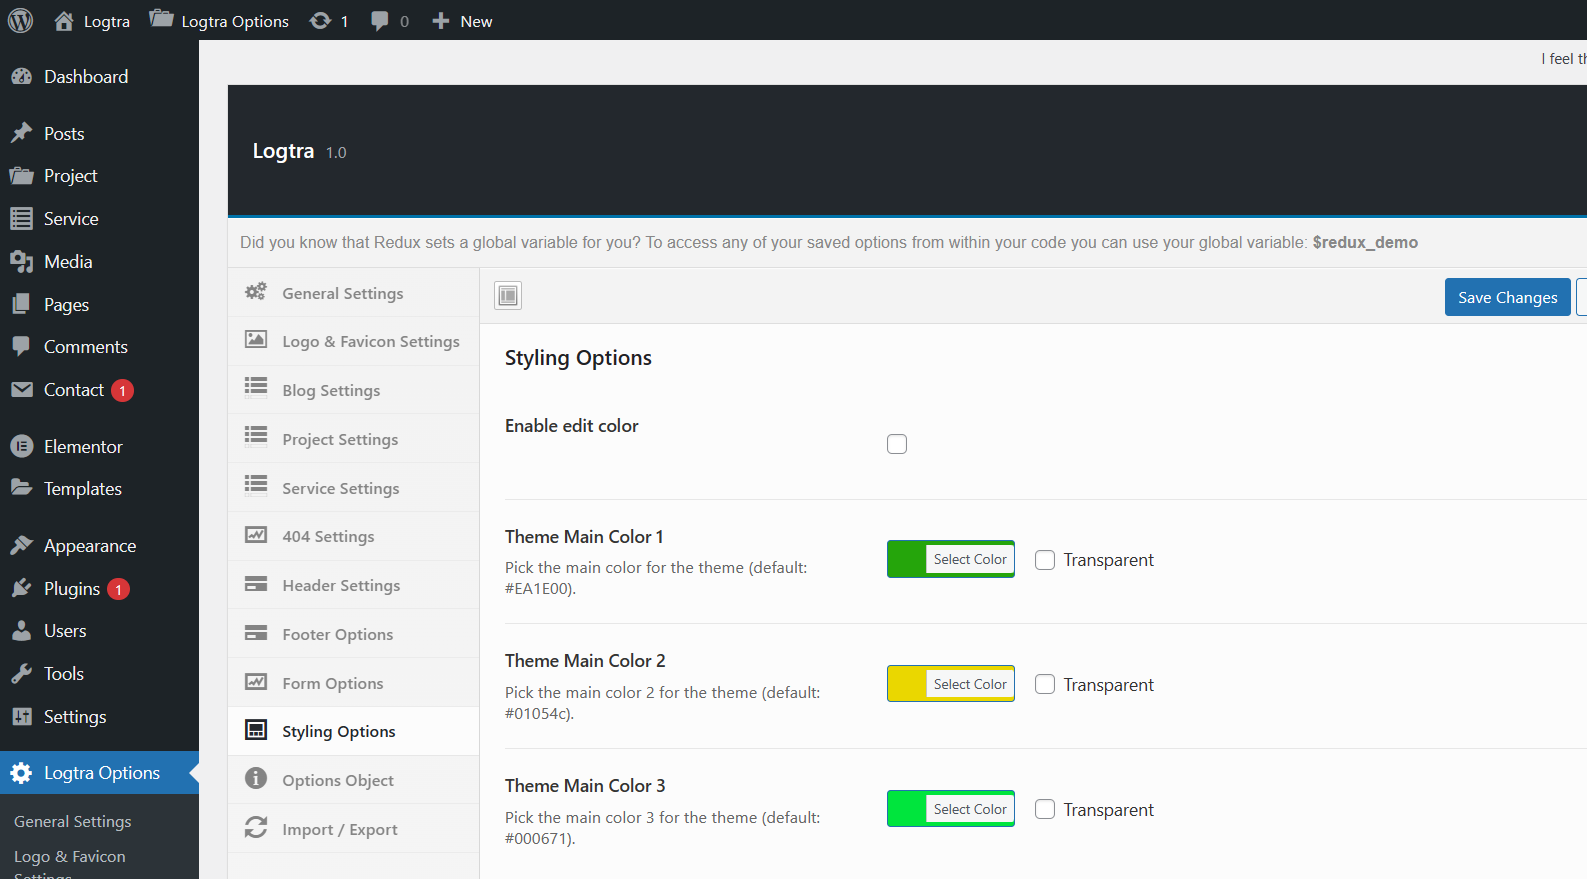 Logtra
Logtra Options
1
0
New
Dashboard
Posts
Project
Service
Media
Pages
Comments
Contact 1
Elementor
Templates
Appearance
Plugins 1
Users
Tools
Settings
Logtra Options
General Settings
Logo & Favicon
Settings
I feel th
Logtra 1.0
Did you know that Redux sets a global variable for you? To access any of your saved options from within your code you can use your global variable: $redux_demo
General Settings
Logo & Favicon Settings
Blog Settings
Project Settings
Service Settings
404 Settings
Header Settings
Footer Options
Form Options
Styling Options
Options Object
Import / Export
Save Changes
Styling Options
Enable edit color
Theme Main Color 1
Pick the main color for the theme (default:
#EA1E00).
Select Color
Transparent
Theme Main Color 2
Pick the main color 2 for the theme (default:
#01054c).
Select Color
Transparent
Theme Main Color 3
Pick the main color 3 for the theme (default:
#000671).
Select Color
Transparent